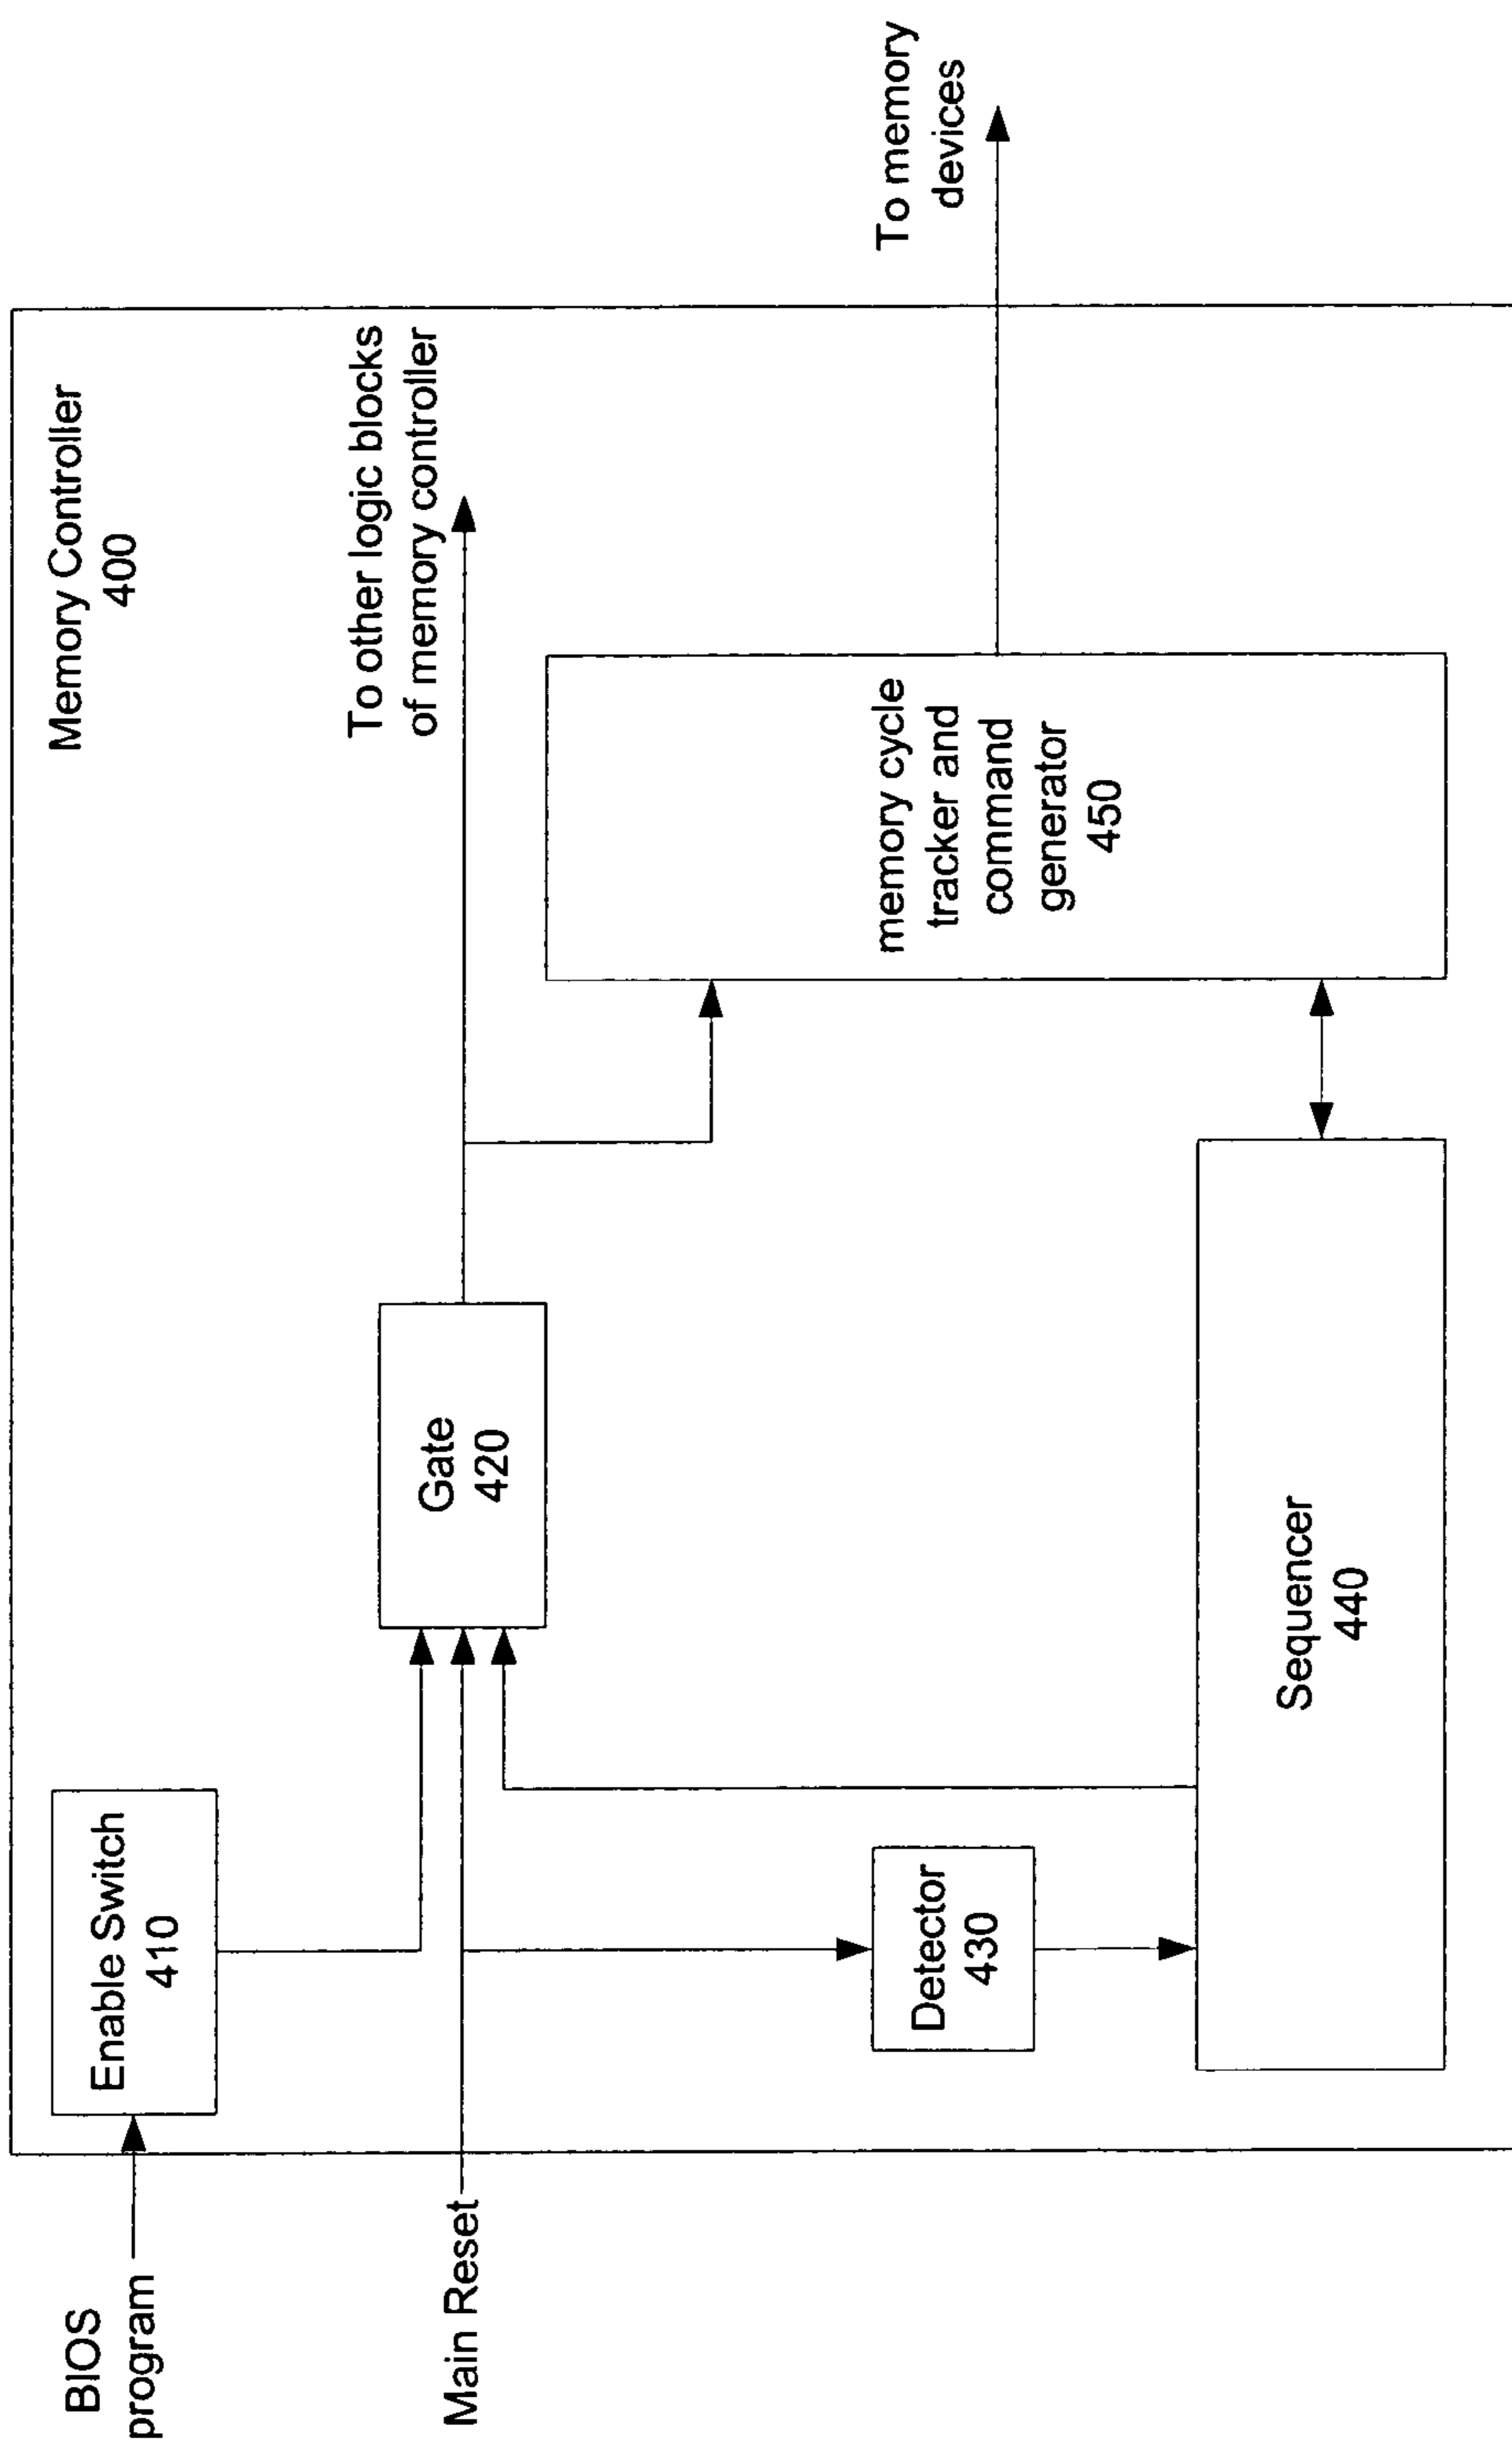 Memory Controller
400
BIOS
program
Enable Switch
410
Main Reset
Gate
420
To other logic blocks
of memory controller
Detector
430
Sequencer
440
memory cycle
tracker and
command
generator
450
To memory
devices